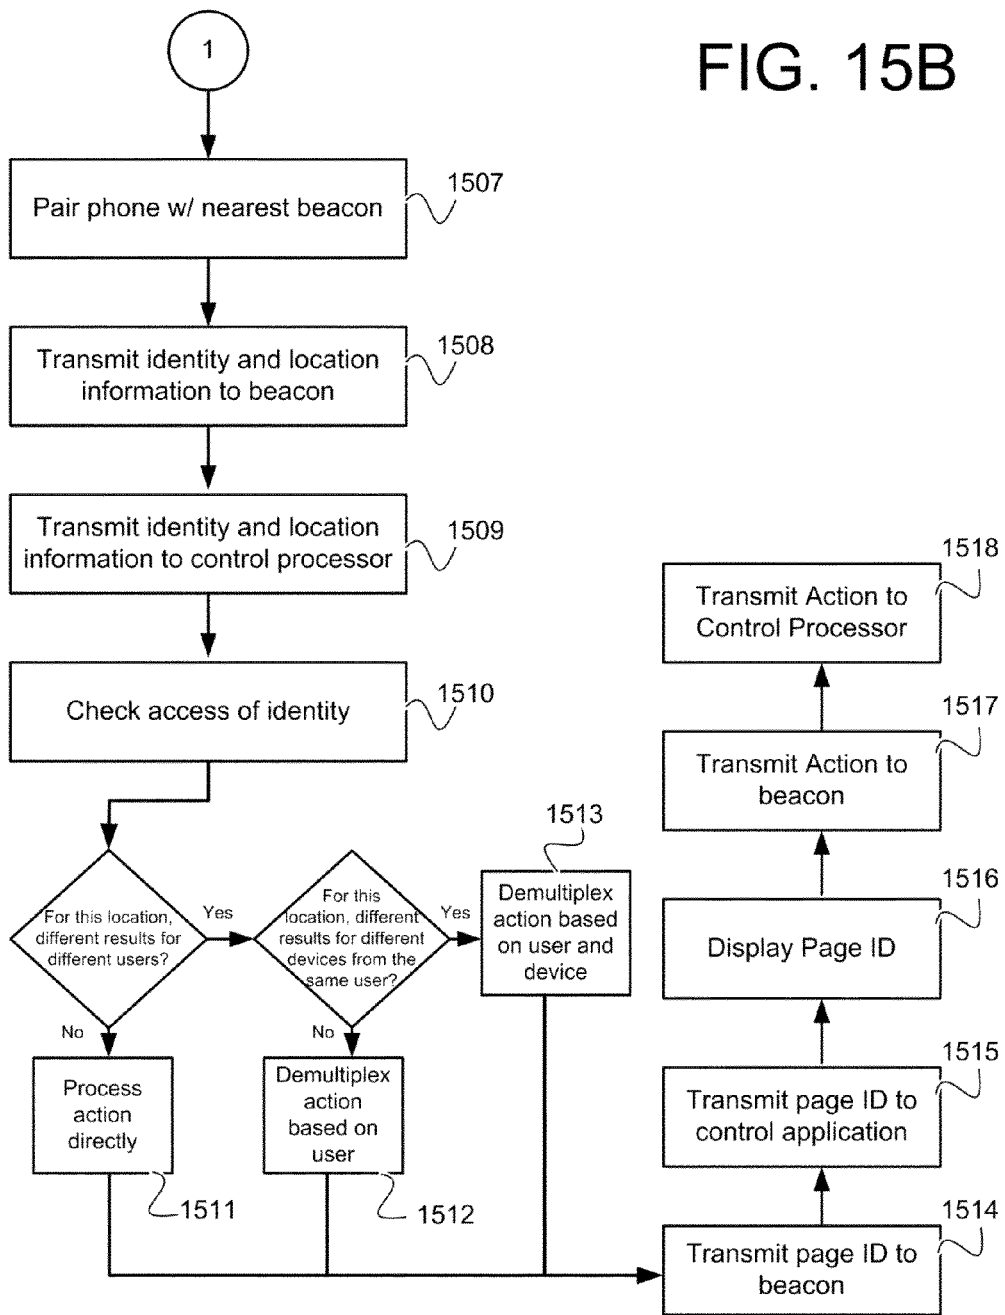 1
FIG. 15B
Pair phone w/ nearest beacon
1507
Transmit identity and location
information to beacon
1508
Transmit identity and location
information to control processor
1509
Check access of identity
1510
For this location,
different results for
different users?
Yes
No
For this
location, different
results for different
devices from the
same user?
Yes
No
1513
Demultiplex
action based
on user and
device
Process
action
directly
1511
Demultiplex
action
based on
user
1512
1518
Transmit Action to
Control Processor
1517
Transmit Action to
beacon
1516
Display Page ID
1515
Transmit page ID to
control application
1514
Transmit page ID to
beacon